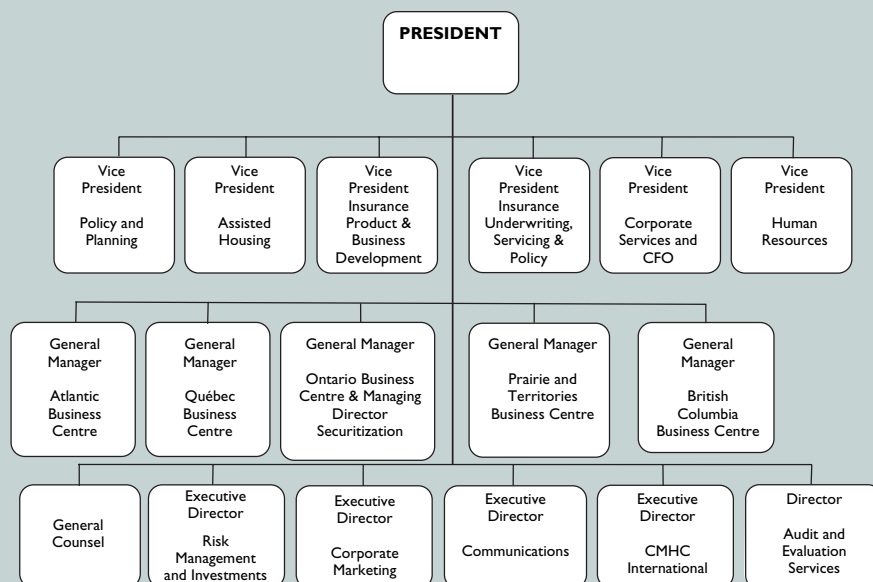 PRESIDENT
Vice
President
Policy and
Planning
Vice
President
Assisted
Housing
Vice
President
Insurance
Product &
Business
Development
Vice
President
Insurance
Underwriting,
Servicing &
Policy
Vice
President
Corporate
Services and
CFO
Vice
President
Human
Resources
General
Manager
Atlantic
Business
Centre
General
Manager
Québec
Business
Centre
General Manager
Ontario Business
Centre & Managing
Director
Securitization
General Manager
Prairie and
Territories
Business Centre
General
Manager
British
Columbia
Business Centre
General
Counsel
Executive
Director
Risk
Management
and Investments
Executive
Director
Corporate
Marketing
Executive
Director
Communications
Executive
Director
CMHC
International
Director
Audit and
Evaluation
Services